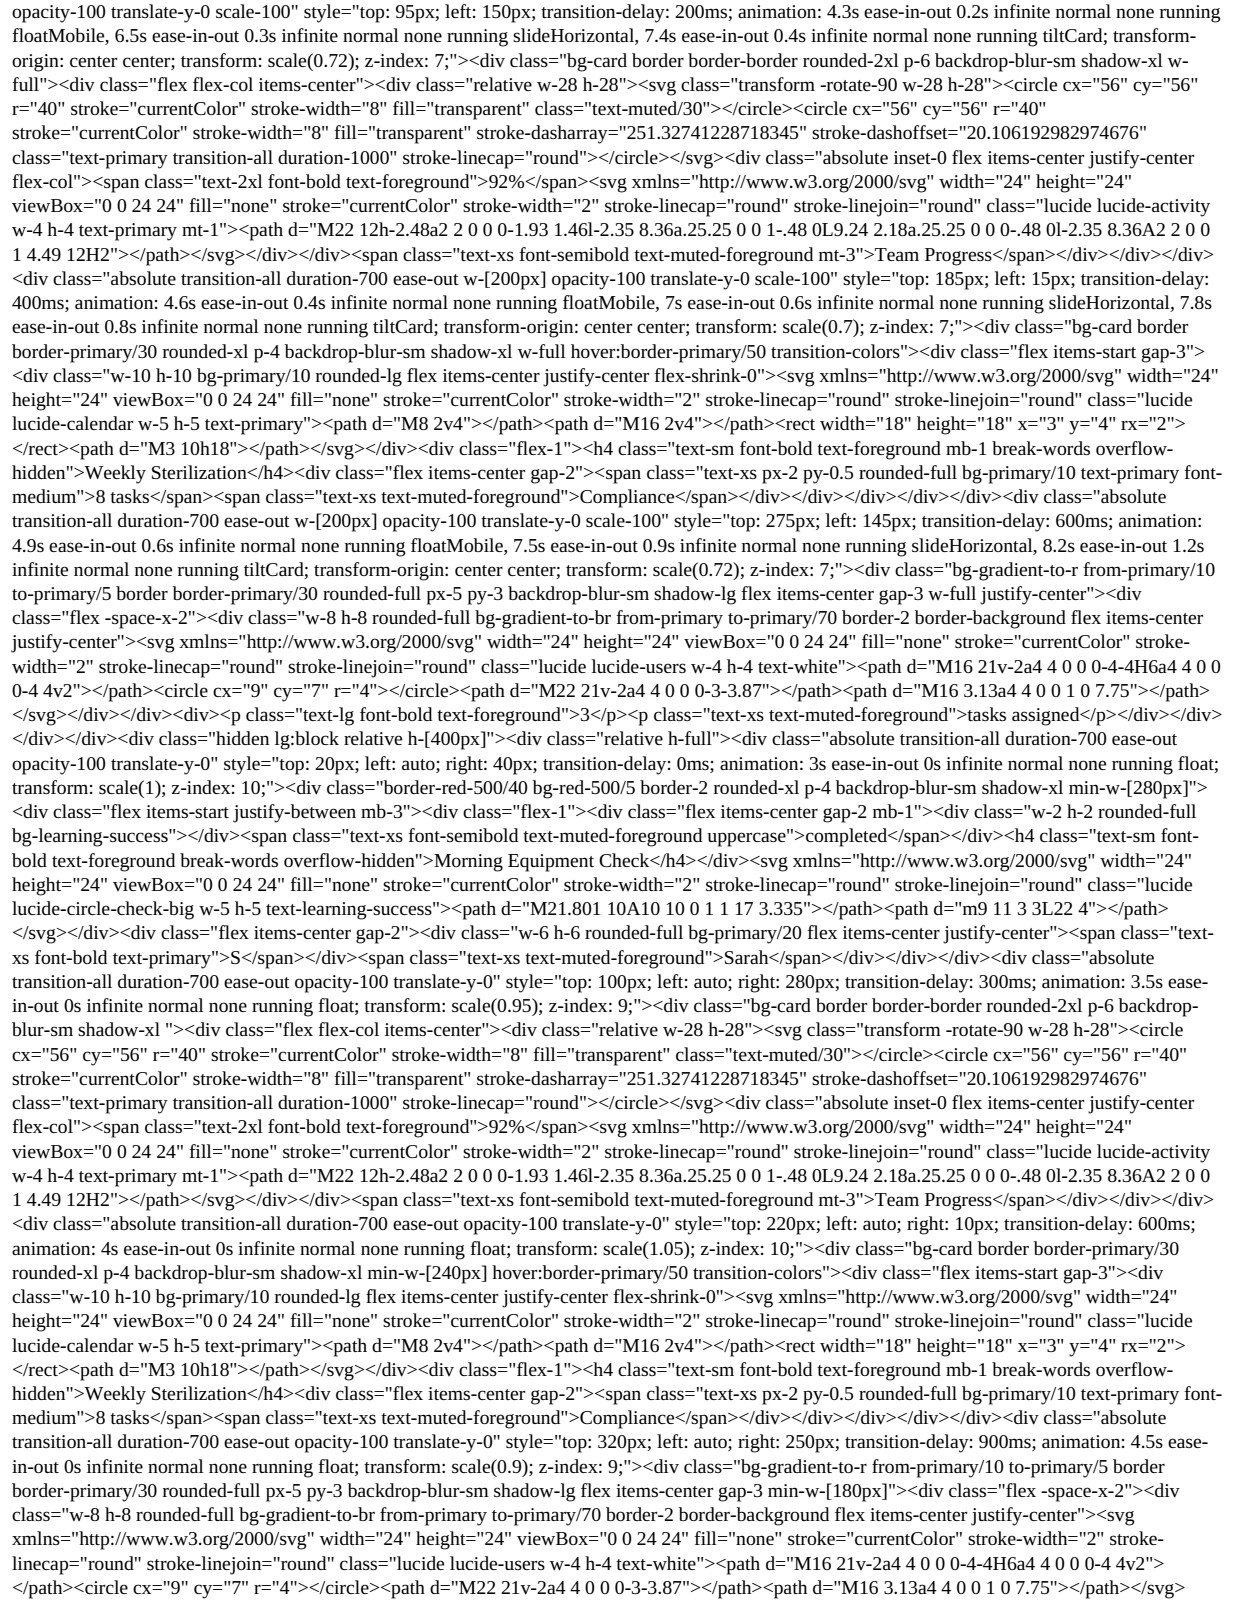 opacity-100 translate-y-0 scale-100" style="top: 95px; left: 150px; transition-delay: 200ms; animation: 4.3s ease-in-out 0.2s infinite normal none running
floatMobile, 6.5s ease-in-out 0.3s infinite normal none running slideHorizontal, 7.4s ease-in-out 0.4s infinite normal none running tiltCard; transform-
origin: center center; transform: scale(0.72); z-index: 7;"><div class="bg-card border border-border rounded-2xl p-6 backdrop-blur-sm shadow-xl w-
full"><div class="flex flex-col items-center"><div class="relative w-28 h-28"><svg class="transform -rotate-90 w-28 h-28"><circle cx="56" cy="56"
r="40" stroke="currentColor" stroke-width="8" fill="transparent" class="text-muted/30"></circle><circle cx="56" cy="56" r="40"
stroke="currentColor" stroke-width="8" fill="transparent" stroke-dasharray="251.32741228718345" stroke-dashoffset="20.106192982974676"
class="text-primary transition-all duration-1000" stroke-linecap="round"></circle></svg><div class="absolute inset-0 flex items-center justify-center
flex-col"><span class="text-2xl font-bold text-foreground">92%</span><svg xmlns="http://www.w3.org/2000/svg" width="24" height="24"
viewBox="0 0 24 24" fill="none" stroke="currentColor" stroke-width="2" stroke-linecap="round" stroke-linejoin="round" class="lucide lucide-activity
w-4 h-4 text-primary mt-1"><path d="M22 12h-2.48a2 2 0 0 0-1.93 1.46l-2.35 8.36a.25.25 0 0 1-.48 0L9.24 2.18a.25.25 0 0 0-.48 0l-2.35 8.36A2 2 0 0
1 4.49 12H2"></path></svg></div></div><span class="text-xs font-semibold text-muted-foreground mt-3">Team Progress</span></div></div></div>
<div class="absolute transition-all duration-700 ease-out w-[200px] opacity-100 translate-y-0 scale-100" style="top: 185px; left: 15px; transition-delay:
400ms; animation: 4.6s ease-in-out 0.4s infinite normal none running floatMobile, 7s ease-in-out 0.6s infinite normal none running slideHorizontal, 7.8s
ease-in-out 0.8s infinite normal none running tiltCard; transform-origin: center center; transform: scale(0.7); z-index: 7;"><div class="bg-card border
border-primary/30 rounded-xl p-4 backdrop-blur-sm shadow-xl w-full hover:border-primary/50 transition-colors"><div class="flex items-start gap-3">
<div class="w-10 h-10 bg-primary/10 rounded-lg flex items-center justify-center flex-shrink-0"><svg xmlns="http://www.w3.org/2000/svg" width="24"
height="24" viewBox="0 0 24 24" fill="none" stroke="currentColor" stroke-width="2" stroke-linecap="round" stroke-linejoin="round" class="lucide
lucide-calendar w-5 h-5 text-primary"><path d="M8 2v4"></path><path d="M16 2v4"></path><rect width="18" height="18" x="3" y="4" rx="2">
</rect><path d="M3 10h18"></path></svg></div><div class="flex-1"><h4 class="text-sm font-bold text-foreground mb-1 break-words overflow-
hidden">Weekly Sterilization</h4><div class="flex items-center gap-2"><span class="text-xs px-2 py-0.5 rounded-full bg-primary/10 text-primary font-
medium">8 tasks</span><span class="text-xs text-muted-foreground">Compliance</span></div></div></div></div></div><div class="absolute
transition-all duration-700 ease-out w-[200px] opacity-100 translate-y-0 scale-100" style="top: 275px; left: 145px; transition-delay: 600ms; animation:
4.9s ease-in-out 0.6s infinite normal none running floatMobile, 7.5s ease-in-out 0.9s infinite normal none running slideHorizontal, 8.2s ease-in-out 1.2s
infinite normal none running tiltCard; transform-origin: center center; transform: scale(0.72); z-index: 7;"><div class="bg-gradient-to-r from-primary/10
to-primary/5 border border-primary/30 rounded-full px-5 py-3 backdrop-blur-sm shadow-lg flex items-center gap-3 w-full justify-center"><div
class="flex -space-x-2"><div class="w-8 h-8 rounded-full bg-gradient-to-br from-primary to-primary/70 border-2 border-background flex items-center
justify-center"><svg xmlns="http://www.w3.org/2000/svg" width="24" height="24" viewBox="0 0 24 24" fill="none" stroke="currentColor" stroke-
width="2" stroke-linecap="round" stroke-linejoin="round" class="lucide lucide-users w-4 h-4 text-white"><path d="M16 21v-2a4 4 0 0 0-4-4H6a4 4 0 0
0-4 4v2"></path><circle cx="9" cy="7" r="4"></circle><path d="M22 21v-2a4 4 0 0 0-3-3.87"></path><path d="M16 3.13a4 4 0 0 1 0 7.75"></path>
</svg></div></div><div><p class="text-lg font-bold text-foreground">3</p><p class="text-xs text-muted-foreground">tasks assigned</p></div></div>
</div></div><div class="hidden lg:block relative h-[400px]"><div class="relative h-full"><div class="absolute transition-all duration-700 ease-out
opacity-100 translate-y-0" style="top: 20px; left: auto; right: 40px; transition-delay: 0ms; animation: 3s ease-in-out 0s infinite normal none running float;
transform: scale(1); z-index: 10;"><div class="border-red-500/40 bg-red-500/5 border-2 rounded-xl p-4 backdrop-blur-sm shadow-xl min-w-[280px]">
<div class="flex items-start justify-between mb-3"><div class="flex-1"><div class="flex items-center gap-2 mb-1"><div class="w-2 h-2 rounded-full
bg-learning-success"></div><span class="text-xs font-semibold text-muted-foreground uppercase">completed</span></div><h4 class="text-sm font-
bold text-foreground break-words overflow-hidden">Morning Equipment Check</h4></div><svg xmlns="http://www.w3.org/2000/svg" width="24"
height="24" viewBox="0 0 24 24" fill="none" stroke="currentColor" stroke-width="2" stroke-linecap="round" stroke-linejoin="round" class="lucide
lucide-circle-check-big w-5 h-5 text-learning-success"><path d="M21.801 10A10 10 0 1 1 17 3.335"></path><path d="m9 11 3 3L22 4"></path>
</svg></div><div class="flex items-center gap-2"><div class="w-6 h-6 rounded-full bg-primary/20 flex items-center justify-center"><span class="text-
xs font-bold text-primary">S</span></div><span class="text-xs text-muted-foreground">Sarah</span></div></div></div><div class="absolute
transition-all duration-700 ease-out opacity-100 translate-y-0" style="top: 100px; left: auto; right: 280px; transition-delay: 300ms; animation: 3.5s ease-
in-out 0s infinite normal none running float; transform: scale(0.95); z-index: 9;"><div class="bg-card border border-border rounded-2xl p-6 backdrop-
blur-sm shadow-xl "><div class="flex flex-col items-center"><div class="relative w-28 h-28"><svg class="transform -rotate-90 w-28 h-28"><circle
cx="56" cy="56" r="40" stroke="currentColor" stroke-width="8" fill="transparent" class="text-muted/30"></circle><circle cx="56" cy="56" r="40"
stroke="currentColor" stroke-width="8" fill="transparent" stroke-dasharray="251.32741228718345" stroke-dashoffset="20.106192982974676"
class="text-primary transition-all duration-1000" stroke-linecap="round"></circle></svg><div class="absolute inset-0 flex items-center justify-center
flex-col"><span class="text-2xl font-bold text-foreground">92%</span><svg xmlns="http://www.w3.org/2000/svg" width="24" height="24"
viewBox="0 0 24 24" fill="none" stroke="currentColor" stroke-width="2" stroke-linecap="round" stroke-linejoin="round" class="lucide lucide-activity
w-4 h-4 text-primary mt-1"><path d="M22 12h-2.48a2 2 0 0 0-1.93 1.46l-2.35 8.36a.25.25 0 0 1-.48 0L9.24 2.18a.25.25 0 0 0-.48 0l-2.35 8.36A2 2 0 0
1 4.49 12H2"></path></svg></div></div><span class="text-xs font-semibold text-muted-foreground mt-3">Team Progress</span></div></div></div>
<div class="absolute transition-all duration-700 ease-out opacity-100 translate-y-0" style="top: 220px; left: auto; right: 10px; transition-delay: 600ms;
animation: 4s ease-in-out 0s infinite normal none running float; transform: scale(1.05); z-index: 10;"><div class="bg-card border border-primary/30
rounded-xl p-4 backdrop-blur-sm shadow-xl min-w-[240px] hover:border-primary/50 transition-colors"><div class="flex items-start gap-3"><div
class="w-10 h-10 bg-primary/10 rounded-lg flex items-center justify-center flex-shrink-0"><svg xmlns="http://www.w3.org/2000/svg" width="24"
height="24" viewBox="0 0 24 24" fill="none" stroke="currentColor" stroke-width="2" stroke-linecap="round" stroke-linejoin="round" class="lucide
lucide-calendar w-5 h-5 text-primary"><path d="M8 2v4"></path><path d="M16 2v4"></path><rect width="18" height="18" x="3" y="4" rx="2">
</rect><path d="M3 10h18"></path></svg></div><div class="flex-1"><h4 class="text-sm font-bold text-foreground mb-1 break-words overflow-
hidden">Weekly Sterilization</h4><div class="flex items-center gap-2"><span class="text-xs px-2 py-0.5 rounded-full bg-primary/10 text-primary font-
medium">8 tasks</span><span class="text-xs text-muted-foreground">Compliance</span></div></div></div></div></div><div class="absolute
transition-all duration-700 ease-out opacity-100 translate-y-0" style="top: 320px; left: auto; right: 250px; transition-delay: 900ms; animation: 4.5s ease-
in-out 0s infinite normal none running float; transform: scale(0.9); z-index: 9;"><div class="bg-gradient-to-r from-primary/10 to-primary/5 border
border-primary/30 rounded-full px-5 py-3 backdrop-blur-sm shadow-lg flex items-center gap-3 min-w-[180px]"><div class="flex -space-x-2"><div
class="w-8 h-8 rounded-full bg-gradient-to-br from-primary to-primary/70 border-2 border-background flex items-center justify-center"><svg
xmlns="http://www.w3.org/2000/svg" width="24" height="24" viewBox="0 0 24 24" fill="none" stroke="currentColor" stroke-width="2" stroke-
linecap="round" stroke-linejoin="round" class="lucide lucide-users w-4 h-4 text-white"><path d="M16 21v-2a4 4 0 0 0-4-4H6a4 4 0 0 0-4 4v2">
</path><circle cx="9" cy="7" r="4"></circle><path d="M22 21v-2a4 4 0 0 0-3-3.87"></path><path d="M16 3.13a4 4 0 0 1 0 7.75"></path></svg>